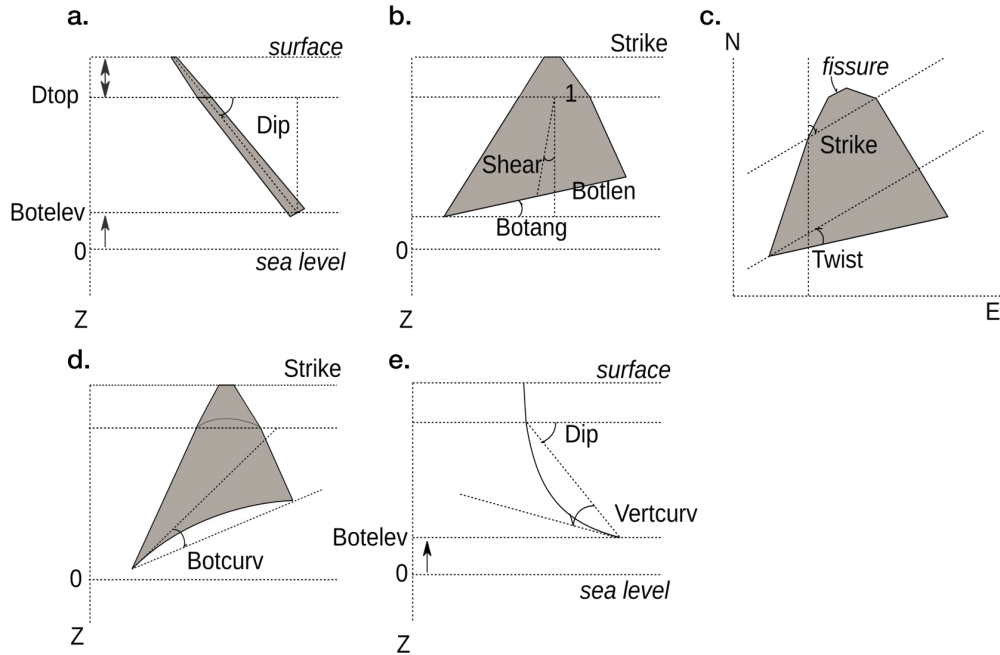 a.
surface
Dtop
Dip
Botelev
0
sea level
Z
b.
Strike
1
Shear
Botlen
Botang
0
Z
c.
N
fissure
Strike
Twist
E
d.
Strike
Botcurv
0
Z
e.
surface
Dip
Vertcurv
Botelev
0
sea level
Z